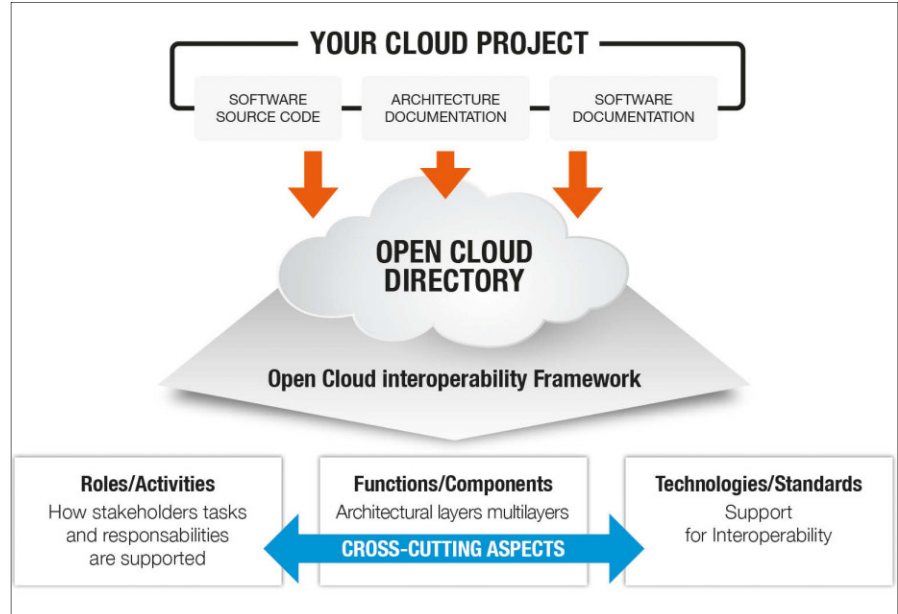 YOUR CLOUD PROJECT
SOFTWARE
SOURCE CODE
ARCHITECTURE
DOCUMENTATION
SOFTWARE
DOCUMENTATION
OPEN CLOUD
DIRECTORY
Open Cloud interoperability Framework
Roles/Activities
How stakeholders tasks
and responsabilities
are supported
Functions/Components
Architectural layers multilayers
Technologies/Standards
Support
for Interoperability
CROSS-CUTTING ASPECTS